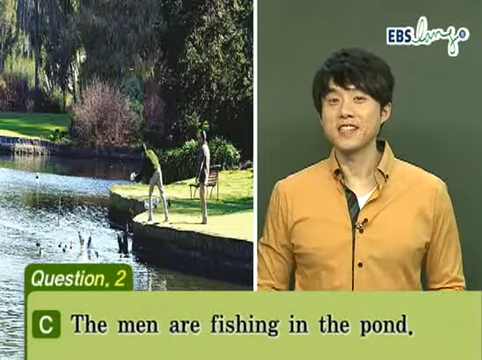 EBS lang
Question. 2
C The men are fishing in the pond.